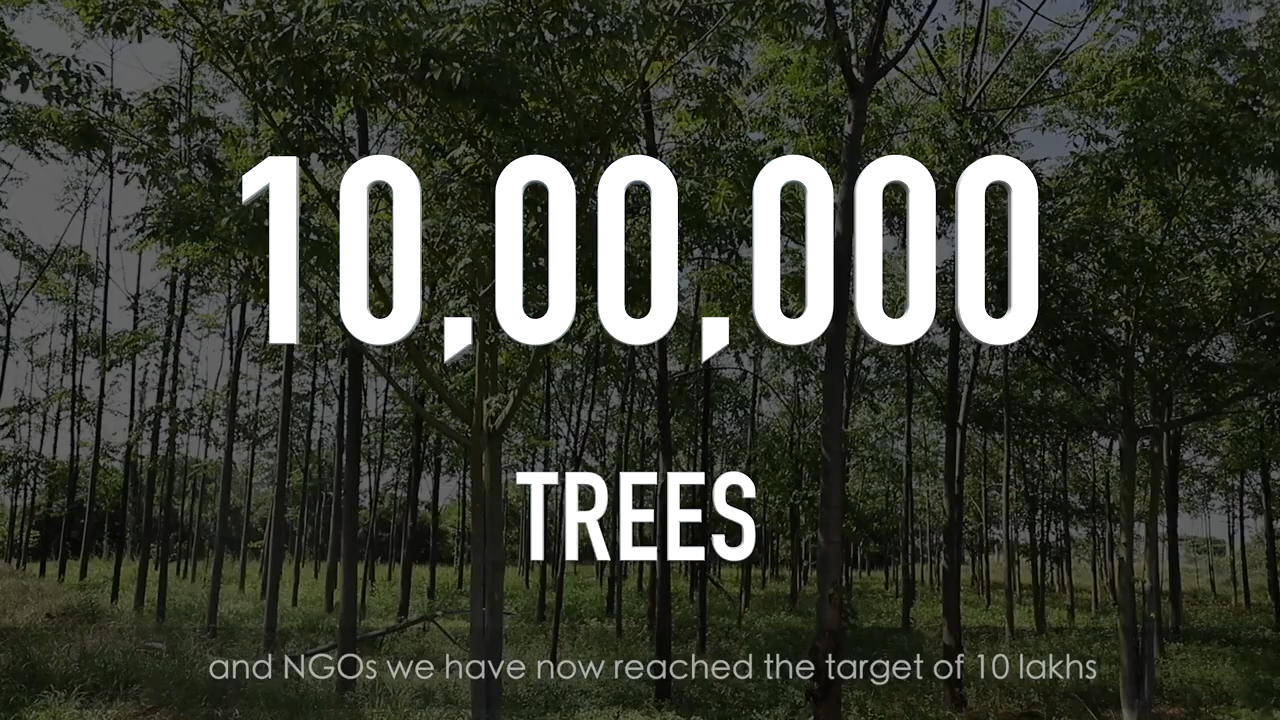 10,00,000
TREES
and NGOs we have now reached the target of 10 lakhs